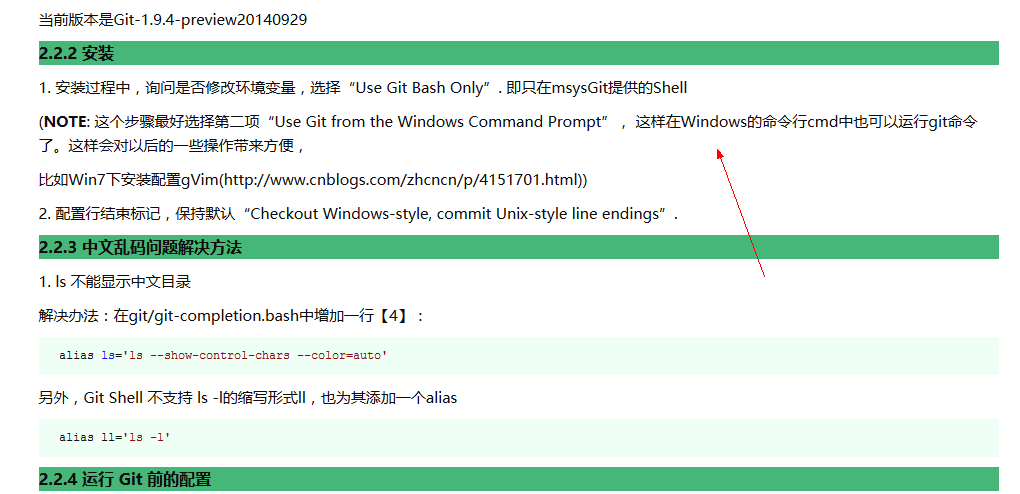 当前版本是Git-1.9.4-preview20140929
2.2.2 安装
1. 安装过程中，询问是否修改环境变量，选择“Use Git Bash Only”. 即只在msysGit提供的Shell
(NOTE: 这个步骤最好选择第二项“Use Git from the Windows Command Prompt” ， 这样在Windows的命令行cmd中也可以运行git命令
了。这样会对以后的一些操作带来方便，
比如Win7下安装配置gVim(http://www.cnblogs.com/zhcncn/p/4151701.html))
2. 配置行结束标记，保持默认“Checkout Windows-style, commit Unix-style line endings”.
2.2.3 中文乱码问题解决方法
1. ls 不能显示中文目录
解决办法：在git/git-completion.bash中增加一行【4】：
alias ls='ls --show-control-chars --color=auto'
另外，Git Shell 不支持 ls -l的缩写形式ll，也为其添加一个alias
alias ll='ls -l'
2.2.4 运行 Git 前的配置